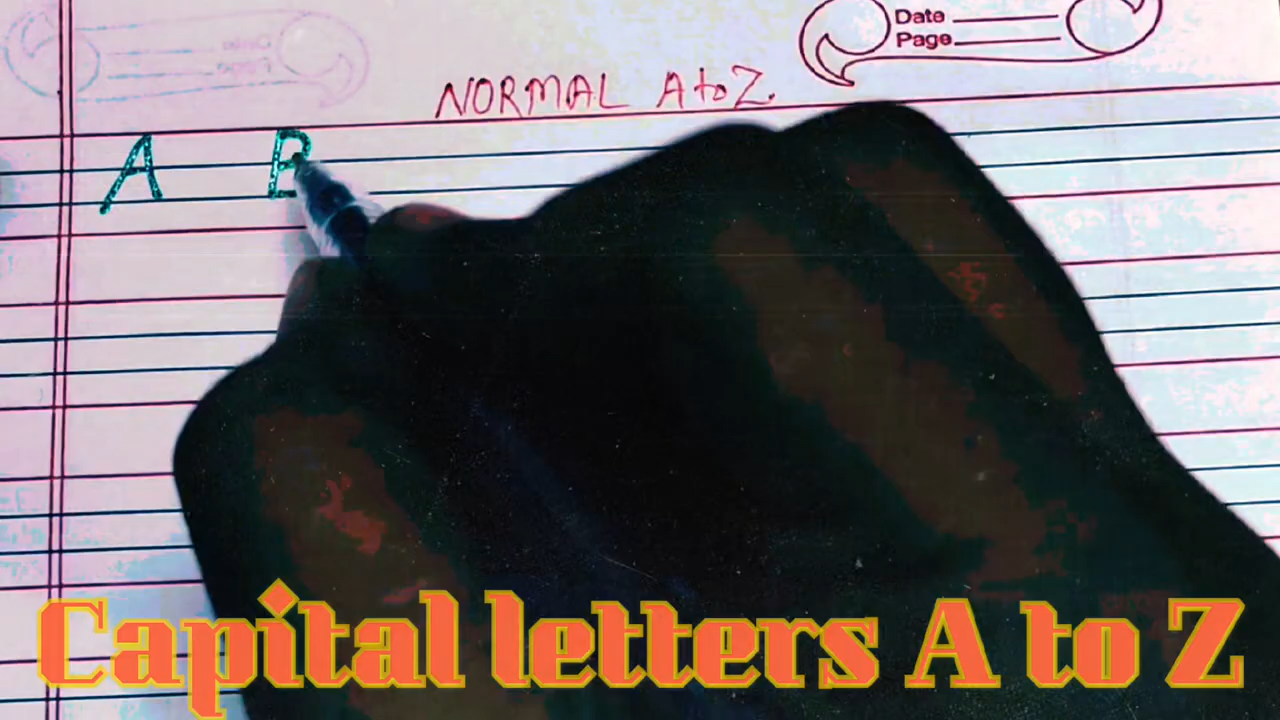 Date
Page
NORMAL A to Z.
A B
Capital letters A to Z